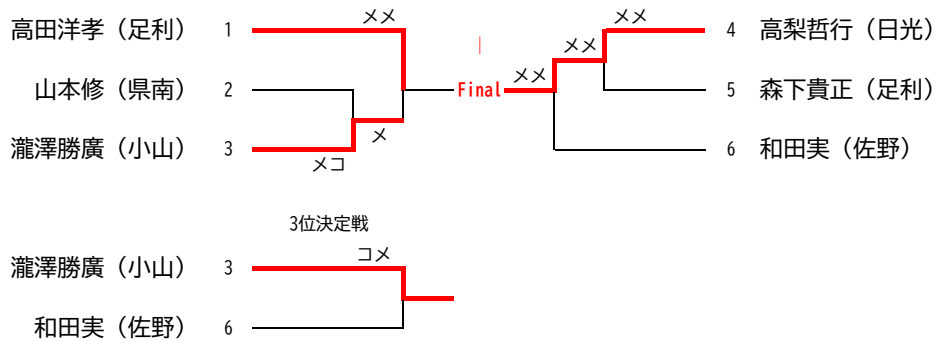 高田洋孝（足利） 1 メメ
山本修（県南） 2
瀧澤勝廣（小山） 3 メコ メ
Final メメ メメ メメ
4 高梨哲行（日光）
5 森下貴正（足利）
6 和田実（佐野）
3位決定戦
瀧澤勝廣（小山） 3 コメ
和田実（佐野） 6